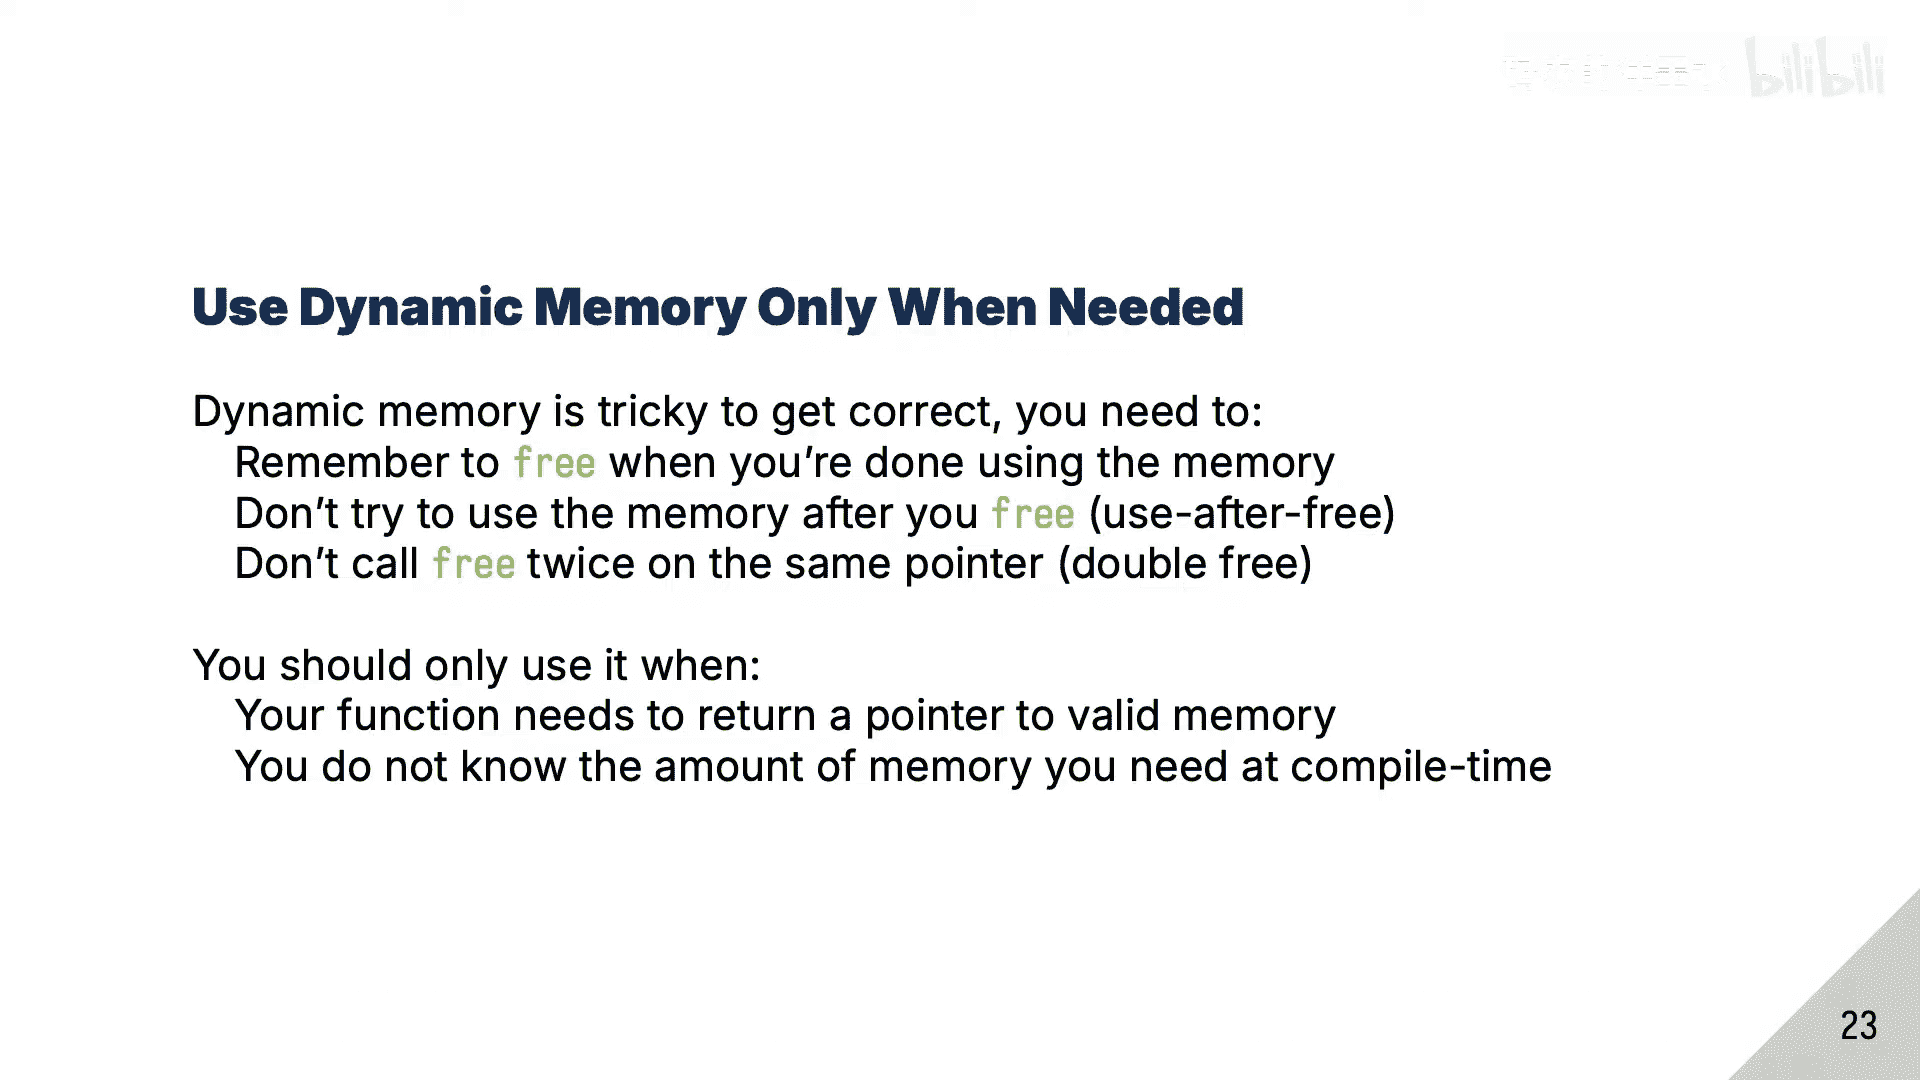 bilibili
Use Dynamic Memory Only When Needed
Dynamic memory is tricky to get correct, you need to:
Remember to free when you’re done using the memory
Don’t try to use the memory after you free (use-after-free)
Don’t call free twice on the same pointer (double free)
You should only use it when:
Your function needs to return a pointer to valid memory
You do not know the amount of memory you need at compile-time
23